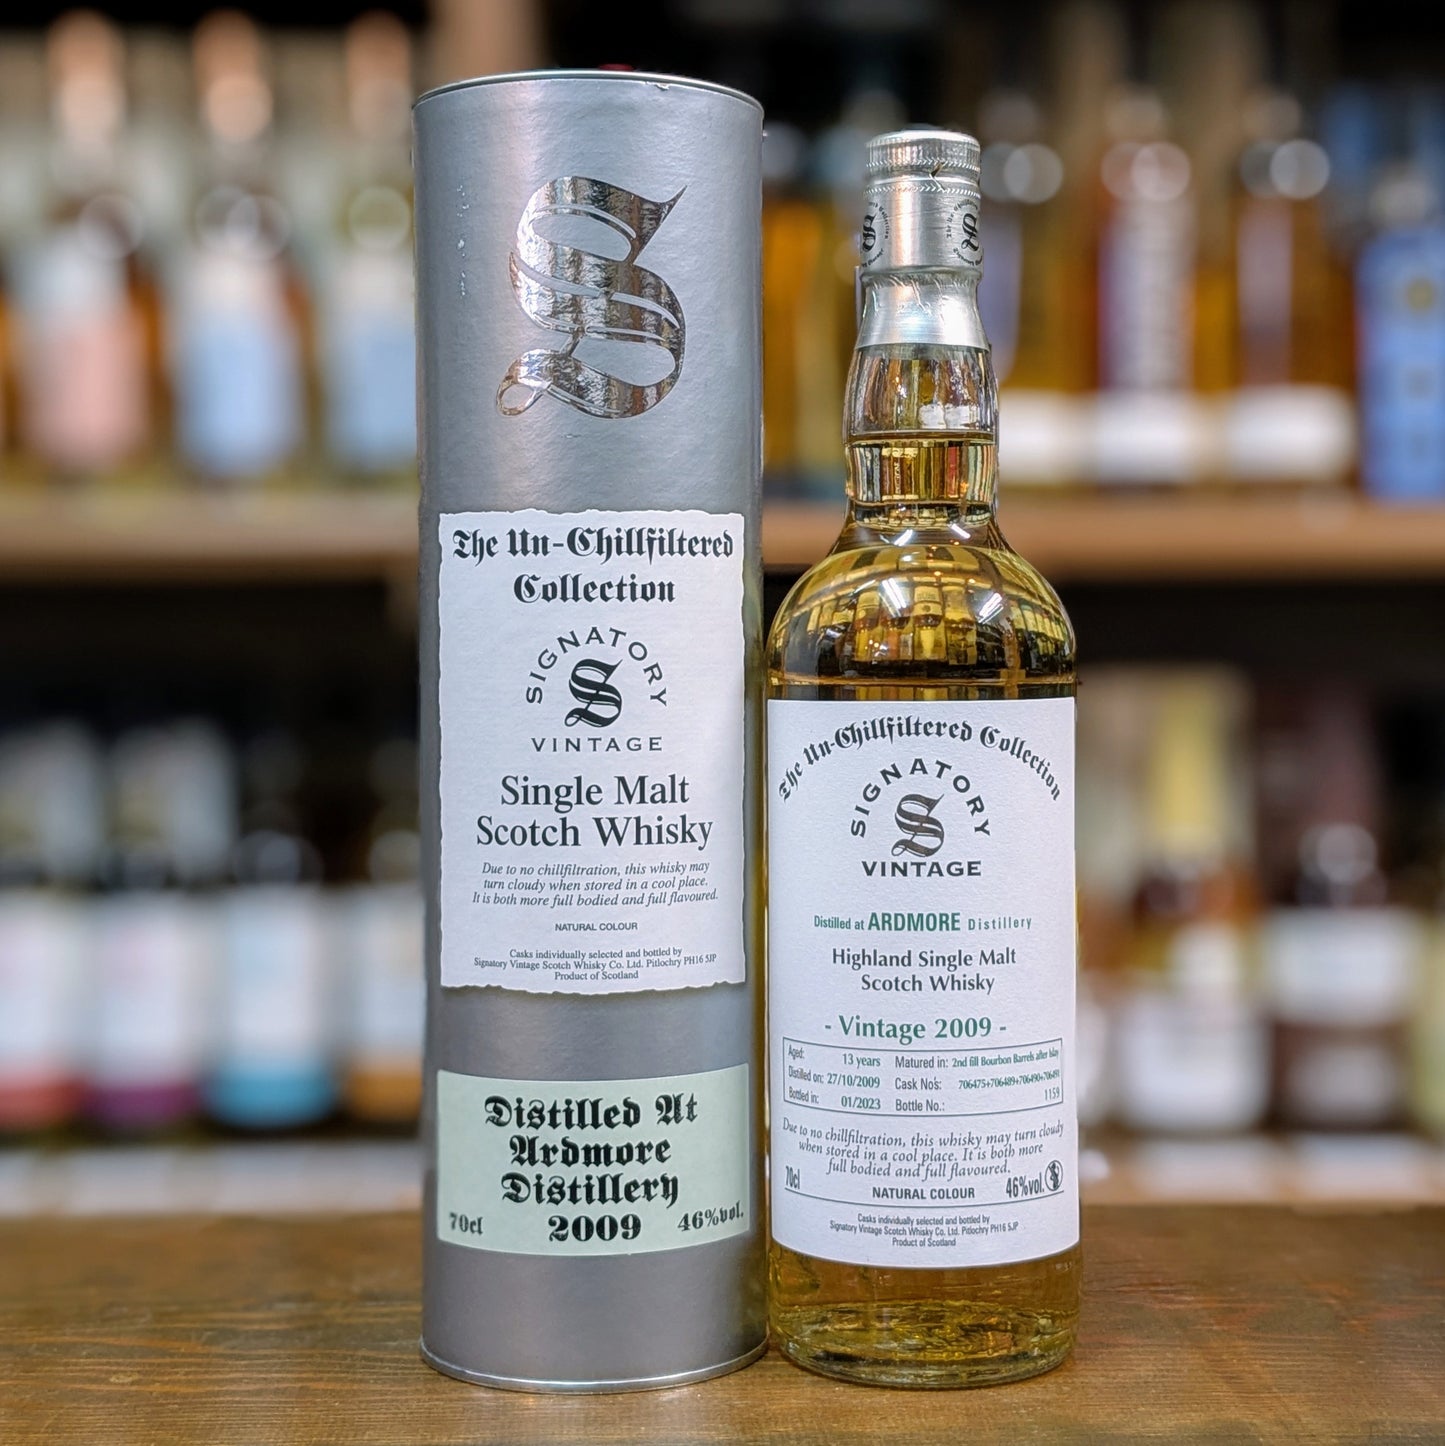 The Un-Chillfiltered
Collection
SIGNATORY
S
VINTAGE
Single Malt
Scotch Whisky
Due to no chillfiltration, this whisky may
turn cloudy when stored in a cool place.
It is both more full bodied and full flavoured.
NATURAL COLOUR
Casks individually selected and bottled by
Signatory Vintage Scotch Whisky Co. Ltd. Pitlochry PH16 5JP
Product of Scotland
Distilled At
Ardmore
Distillery
70cl 2009 46%vol.
The Un-Chillfiltered Collection
SIGNATORY
S
VINTAGE
Distilled at ARDMORE Distillery
Highland Single Malt
Scotch Whisky
- Vintage 2009 -
Aged: 13 years Matured in: 2nd fill Bourbon Barrels after Islay
Distilled on: 27/10/2009 Cask No's: 706475+706489+706490+706491
Bottled in: 01/2023 Bottle No.: 1159
Due to no chillfiltration, this whisky may turn cloudy
when stored in a cool place. It is both more
full bodied and full flavoured.
70cl NATURAL COLOUR 46%vol.
Casks individually selected and bottled by
Signatory Vintage Scotch Whisky Co. Ltd. Pitlochry PH16 5JP
Product of Scotland